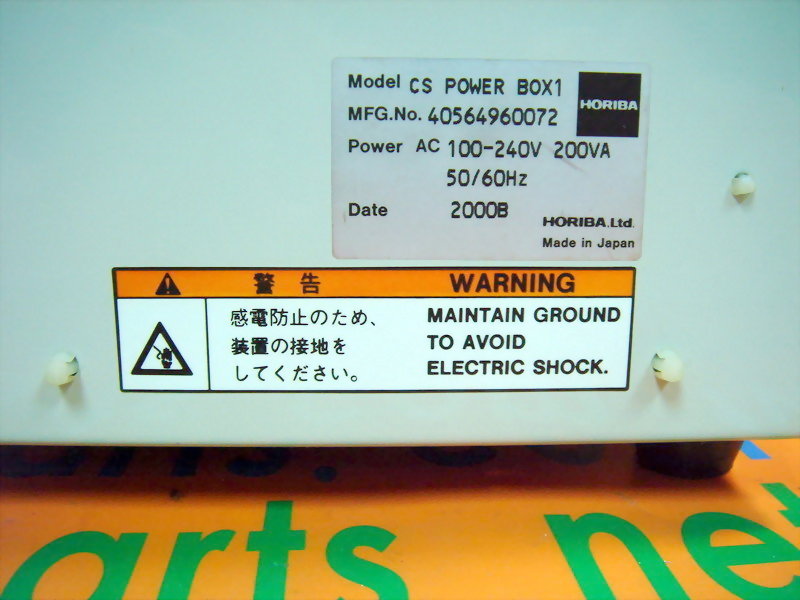 Model CS POWER BOX1
HORIBA
MFG.No. 40564960072
Power AC 100-240V 200VA
50/60Hz
Date 2000B
HORIBA.Ltd.
Made in Japan
警告 WARNING
感電防止のため、
装置の接地を
してください。
MAINTAIN GROUND
TO AVOID
ELECTRIC SHOCK.
arts net